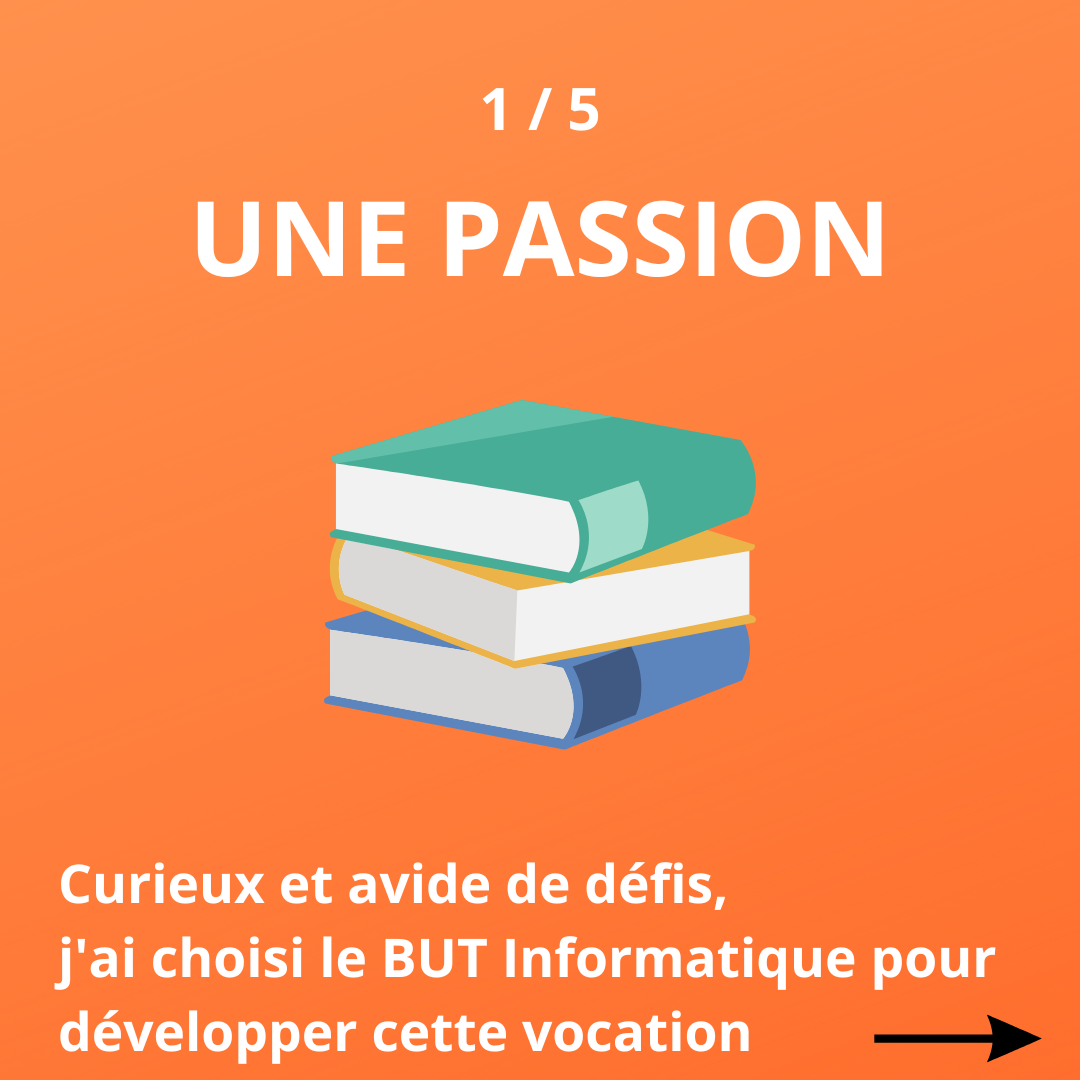 1 / 5
UNE PASSION
Curieux et avide de défis,
j'ai choisi le BUT Informatique pour
développer cette vocation